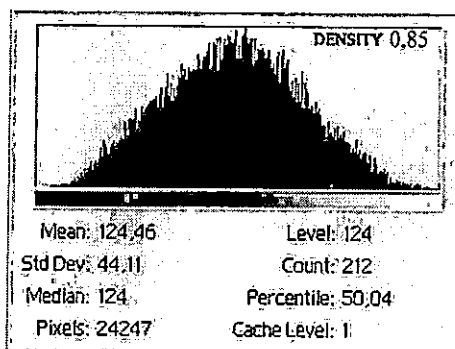 DENSITY 0,85
Mean: 124,46 Level: 124
Std Dev: 44,11 Count: 212
Median: 124 Percentile: 50,04
Pixels: 24247 Cache Level: 1